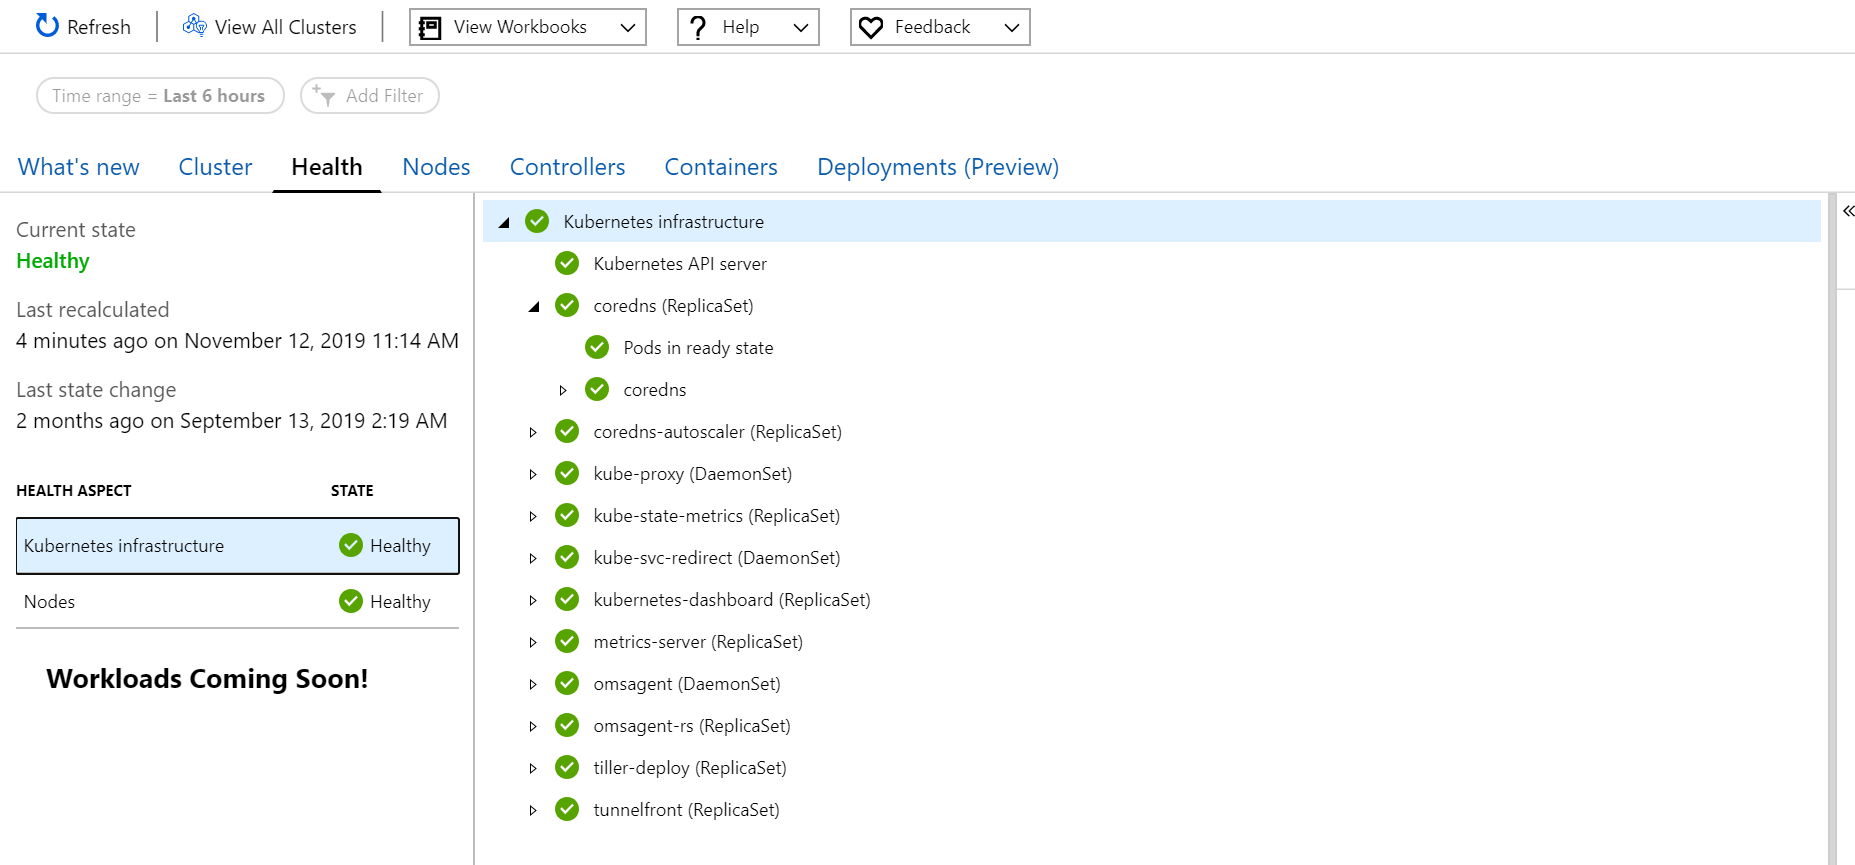 Refresh
View All Clusters
View Workbooks
Help
Feedback
Time range = Last 6 hours
Add Filter
What's new
Cluster
Health
Nodes
Controllers
Containers
Deployments (Preview)
Current state
Healthy
Last recalculated
4 minutes ago on November 12, 2019 11:14 AM
Last state change
2 months ago on September 13, 2019 2:19 AM
HEALTH ASPECT STATE
Kubernetes infrastructure Healthy
Nodes Healthy
Workloads Coming Soon!
Kubernetes infrastructure
Kubernetes API server
coredns (ReplicaSet)
Pods in ready state
coredns
coredns-autoscaler (ReplicaSet)
kube-proxy (DaemonSet)
kube-state-metrics (ReplicaSet)
kube-svc-redirect (DaemonSet)
kubernetes-dashboard (ReplicaSet)
metrics-server (ReplicaSet)
omsagent (DaemonSet)
omsagent-rs (ReplicaSet)
tiller-deploy (ReplicaSet)
tunnelfront (ReplicaSet)